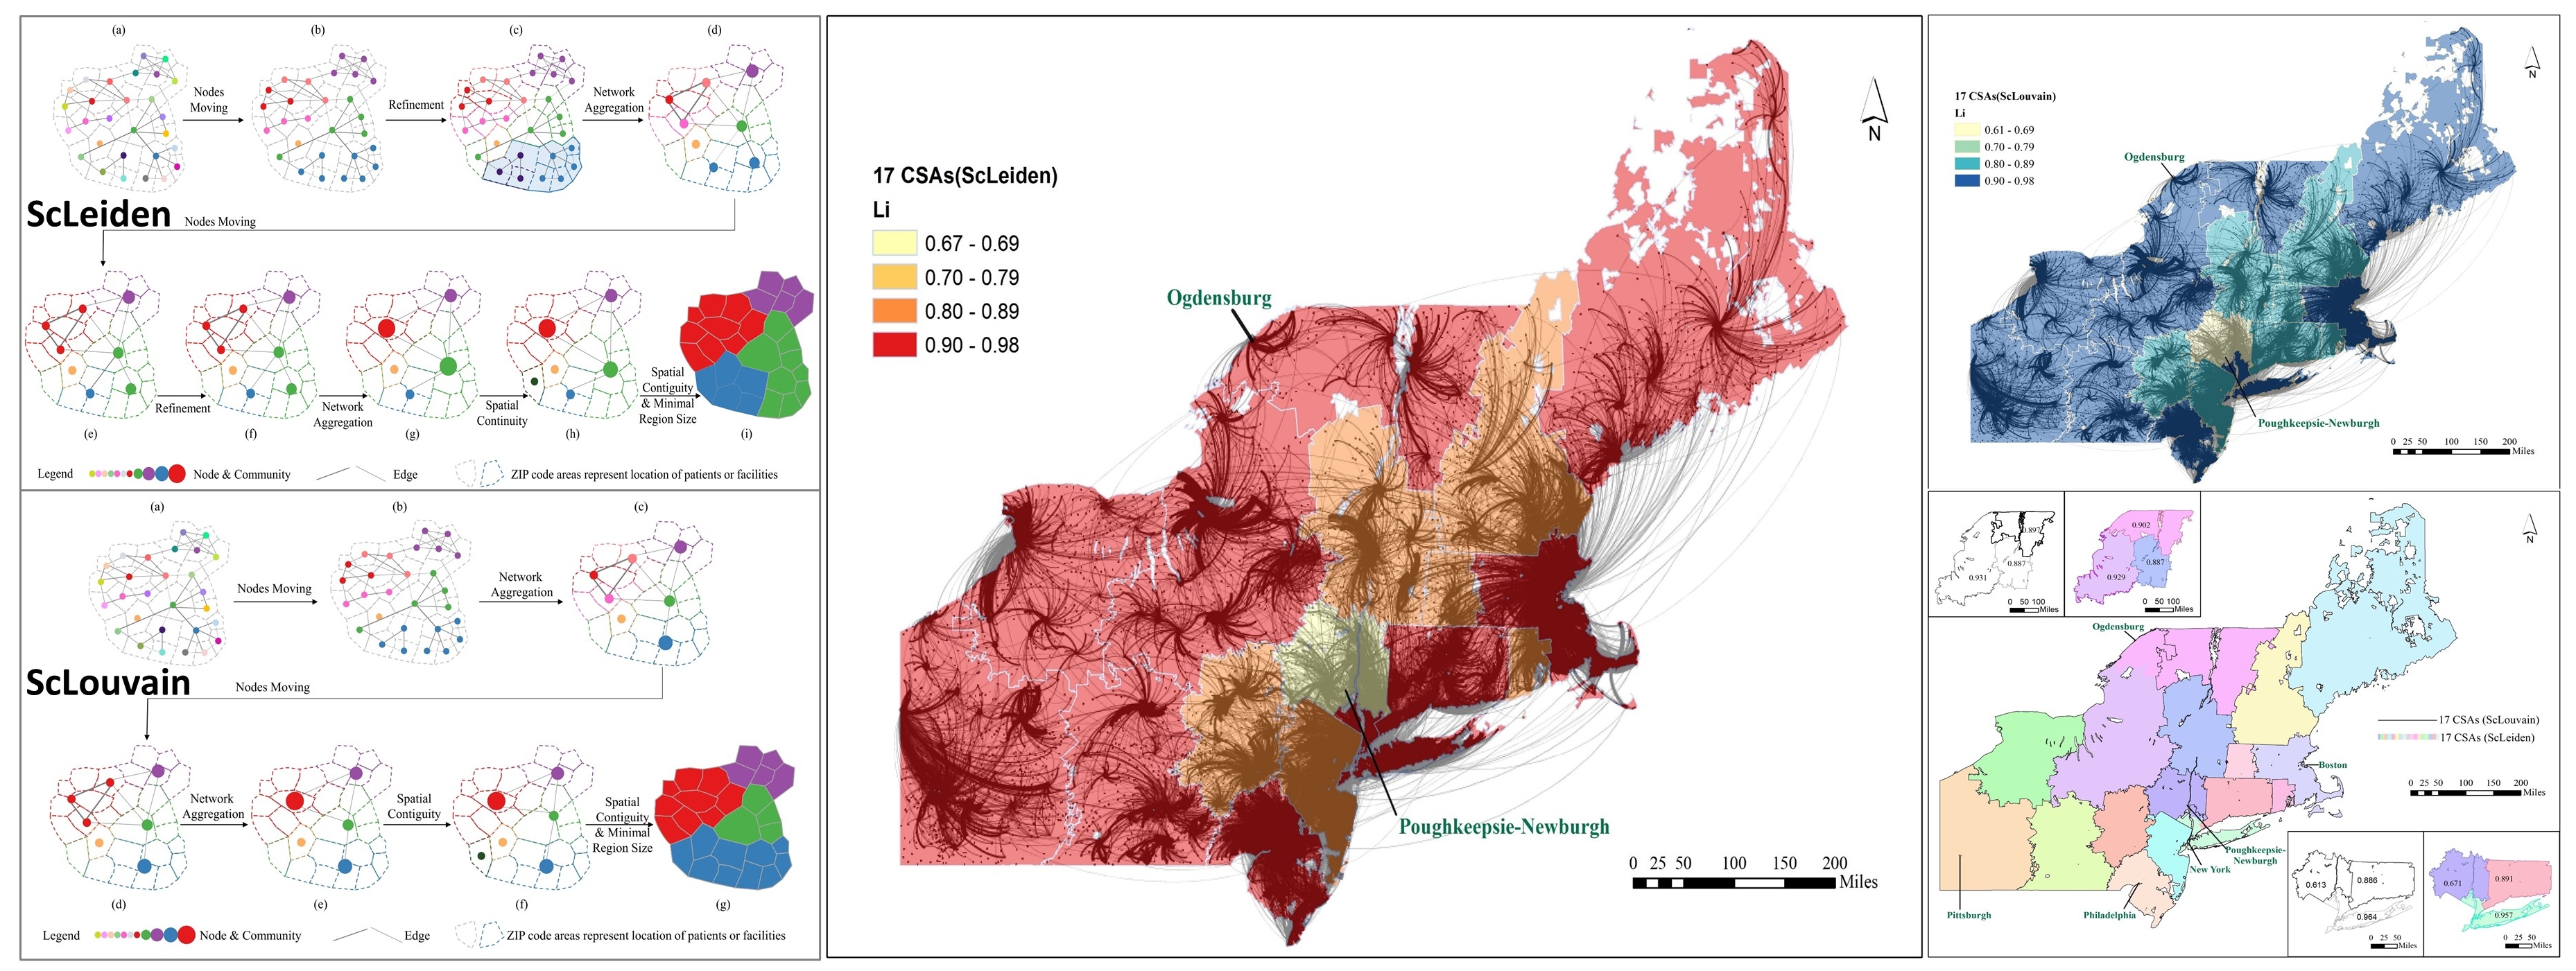 (a)
(b)
(c)
(d)
Nodes
Moving
Refinement
Network
Aggregation
ScLeiden
Nodes Moving
Refinement
Network
Aggregation
Spatial
Continuity
Spatial
Contiguity
& Minimal
Region Size
(e)
(f)
(g)
(h)
(i)
Legend
Node & Community
Edge
ZIP code areas represent location of patients or facilities
(a)
(b)
(c)
Nodes Moving
Network
Aggregation
ScLouvain
Nodes Moving
Network
Aggregation
Spatial
Contiguity
Spatial
Contiguity
& Minimal
Region Size
(d)
(e)
(f)
(g)
Legend
Node & Community
Edge
ZIP code areas represent location of patients or facilities
N
17 CSAs(ScLeiden)
Li
0.67 - 0.69
0.70 - 0.79
0.80 - 0.89
0.90 - 0.98
Ogdensburg
Poughkeepsie-Newburgh
0 25 50 100 150 200
Miles
N
17 CSAs(ScLouvain)
Li
0.61 - 0.69
0.70 - 0.79
0.80 - 0.89
0.90 - 0.98
Ogdensburg
Poughkeepsie-Newburgh
0 25 50 100 150 200
Miles
0.897
0.887
0.931
0 50 100
Miles
0.902
0.887
0.929
0 50 100
Miles
N
Ogdensburg
17 CSAs (ScLouvain)
17 CSAs (ScLeiden)
Boston
0 25 50 100 150 200
Miles
Poughkeepsie-
Newburgh
New York
Pittsburgh
Philadelphia
0.613
0.886
0.964
0 25 50
Miles
0.671
0.891
0.957
0 25 50
Miles